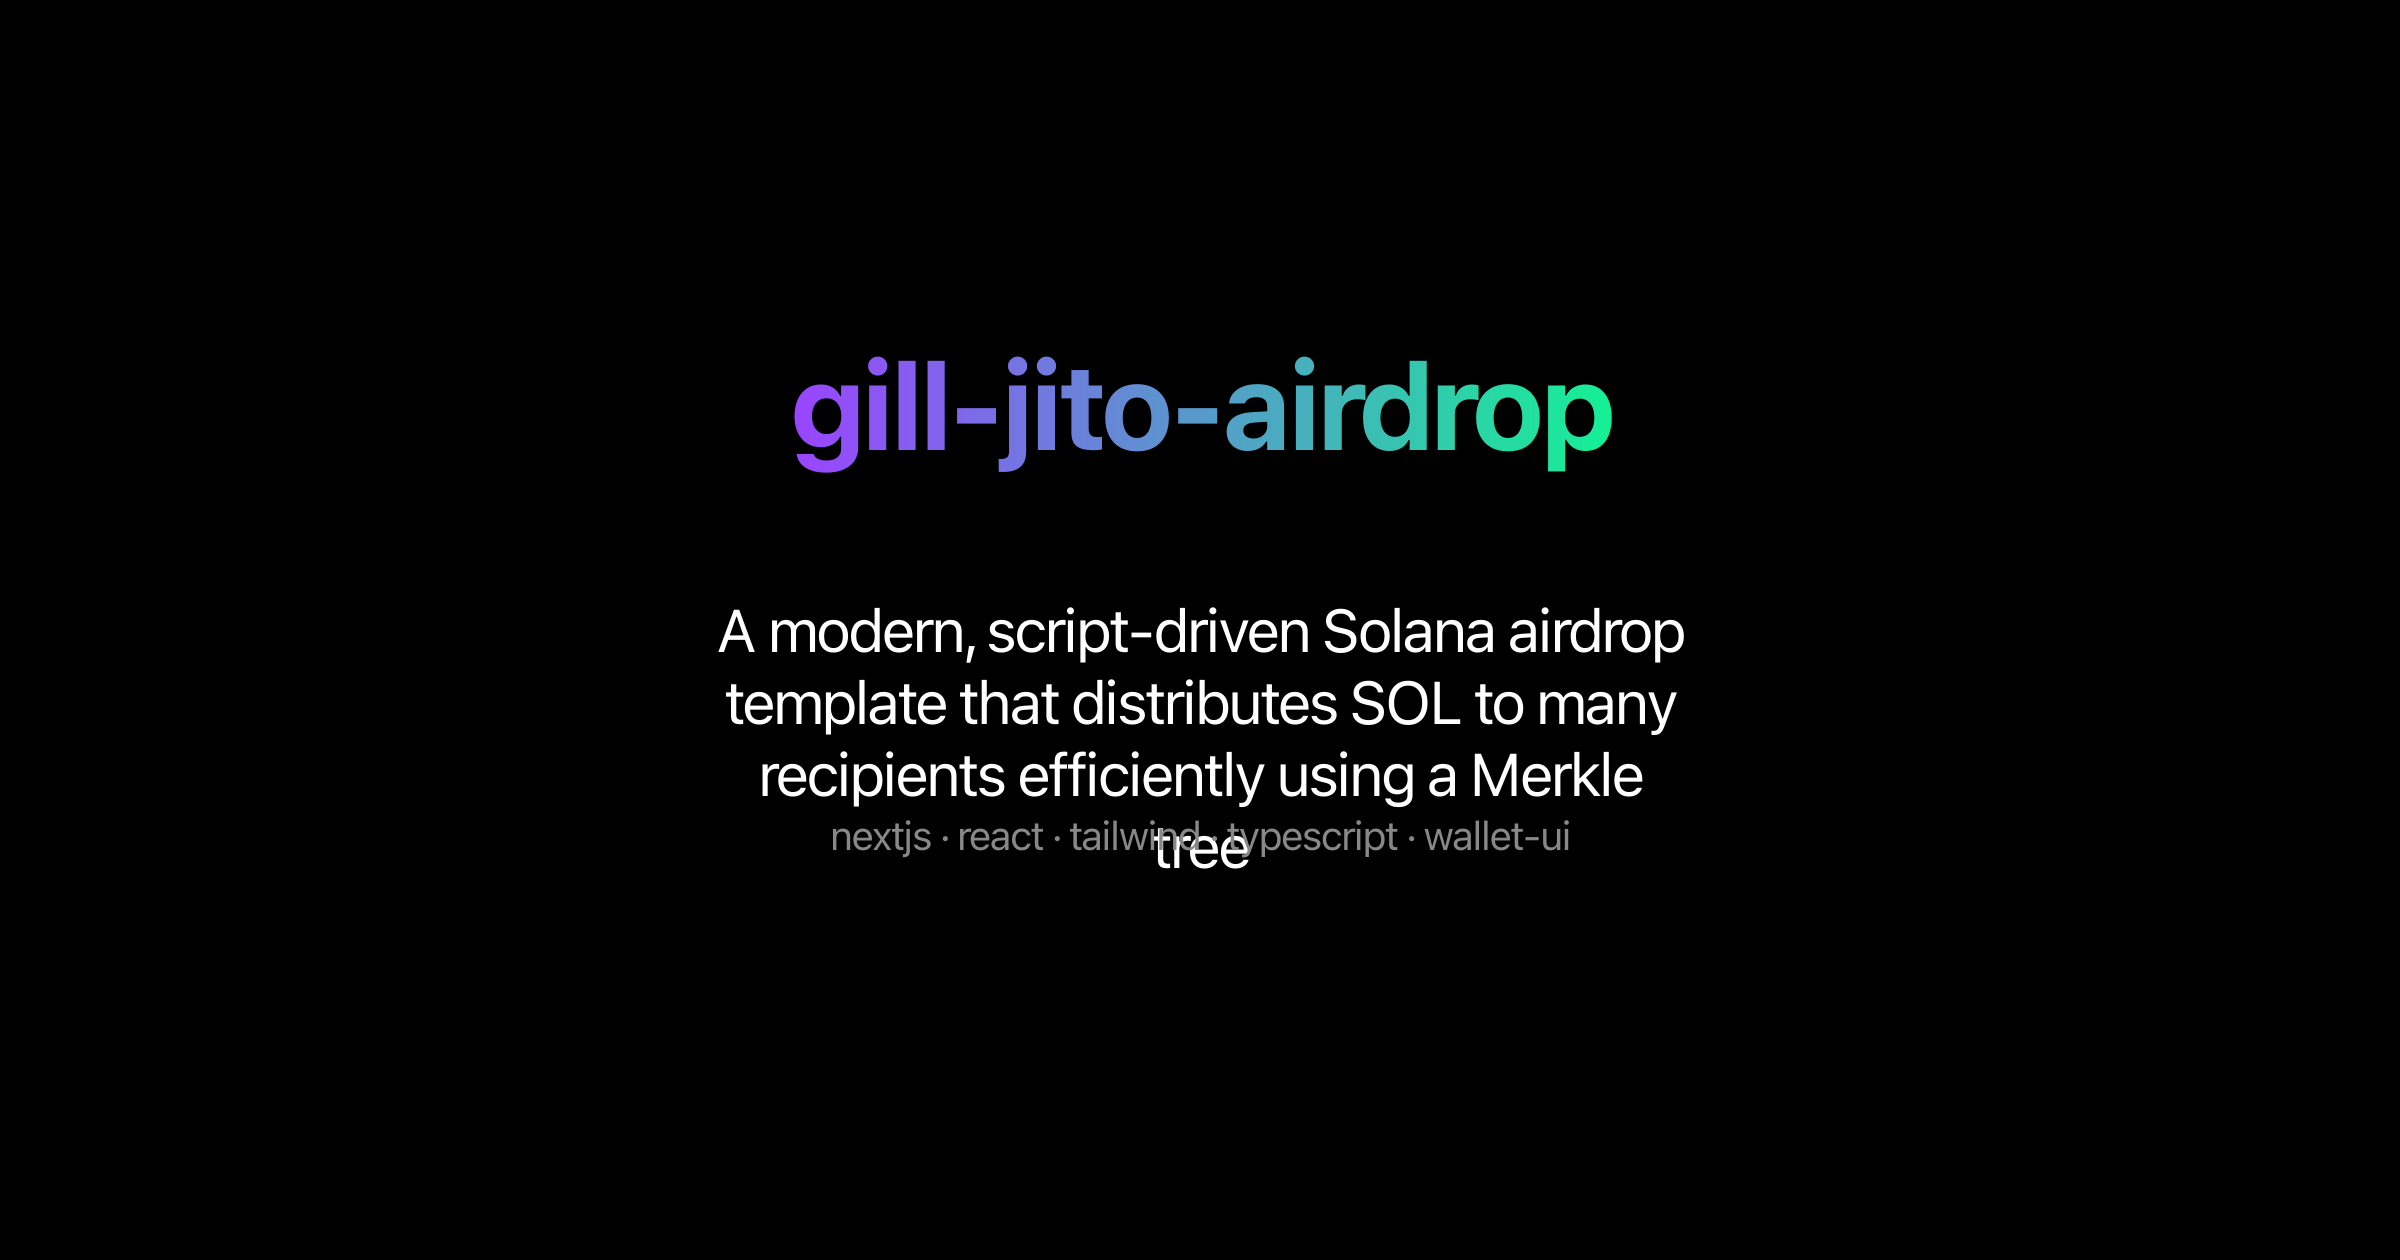 gill-jito-airdrop
A modern, script-driven Solana airdrop
template that distributes SOL to many
recipients efficiently using a Merkle
tree
nextjs · react · tailwind · typescript · wallet-ui